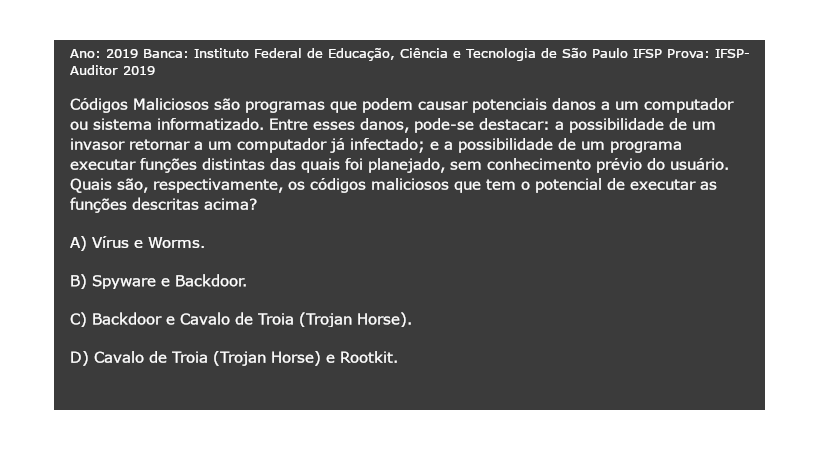 Ano: 2019 Banca: Instituto Federal de Educação, Ciência e Tecnologia de São Paulo IFSP Prova: IFSP-
Auditor 2019
Códigos Maliciosos são programas que podem causar potenciais danos a um computador
ou sistema informatizado. Entre esses danos, pode-se destacar: a possibilidade de um
invasor retornar a um computador já infectado; e a possibilidade de um programa
executar funções distintas das quais foi planejado, sem conhecimento prévio do usuário.
Quais são, respectivamente, os códigos maliciosos que tem o potencial de executar as
funções descritas acima?
A) Vírus e Worms.
B) Spyware e Backdoor.
C) Backdoor e Cavalo de Troia (Trojan Horse).
D) Cavalo de Troia (Trojan Horse) e Rootkit.